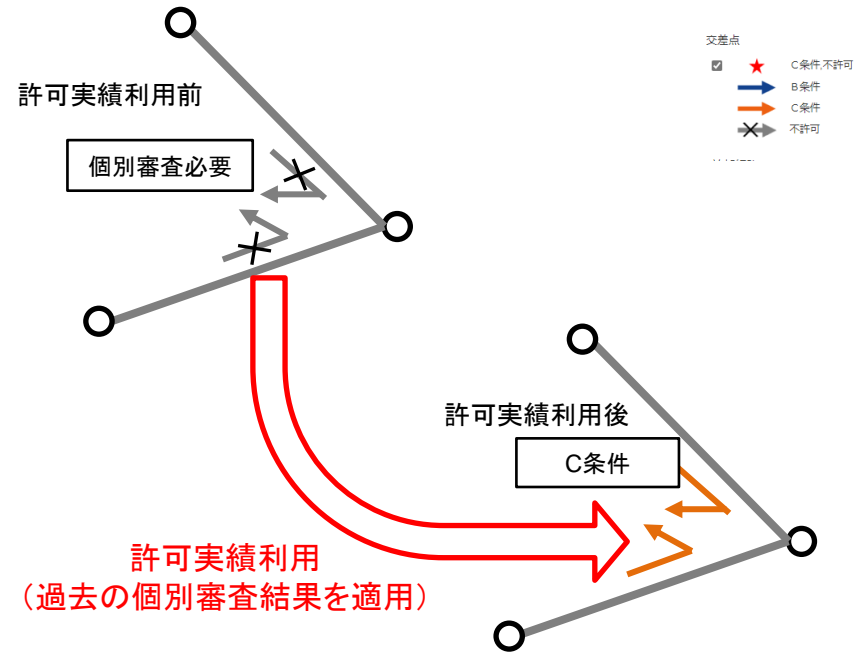 許可実績利用前
個別審査必要
交差点
C条件,不許可
B条件
C条件
不許可
許可実績利用後
C条件
許可実績利用
（過去の個別審査結果を適用）